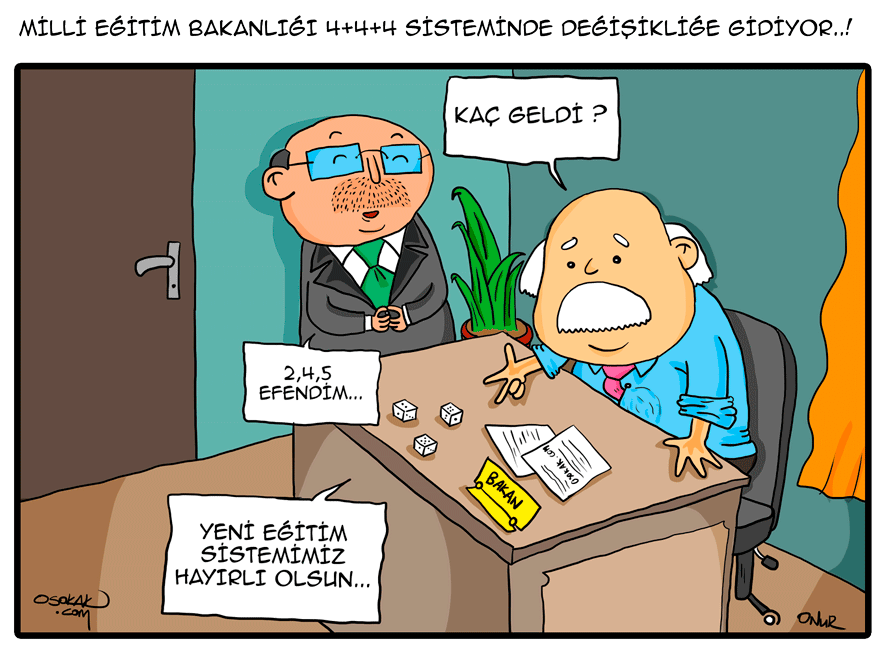 MİLLİ EĞİTİM BAKANLIĞI 4+4+4 SİSTEMİNDE DEĞİŞİKLİĞE GİDİYOR..!
KAÇ GELDİ ?
2,4,5
EFENDİM...
BAKAN
YENİ EĞİTİM
SİSTEMİMİZ
HAYIRLI OLSUN...
OSOKAK
.COM
ONUR